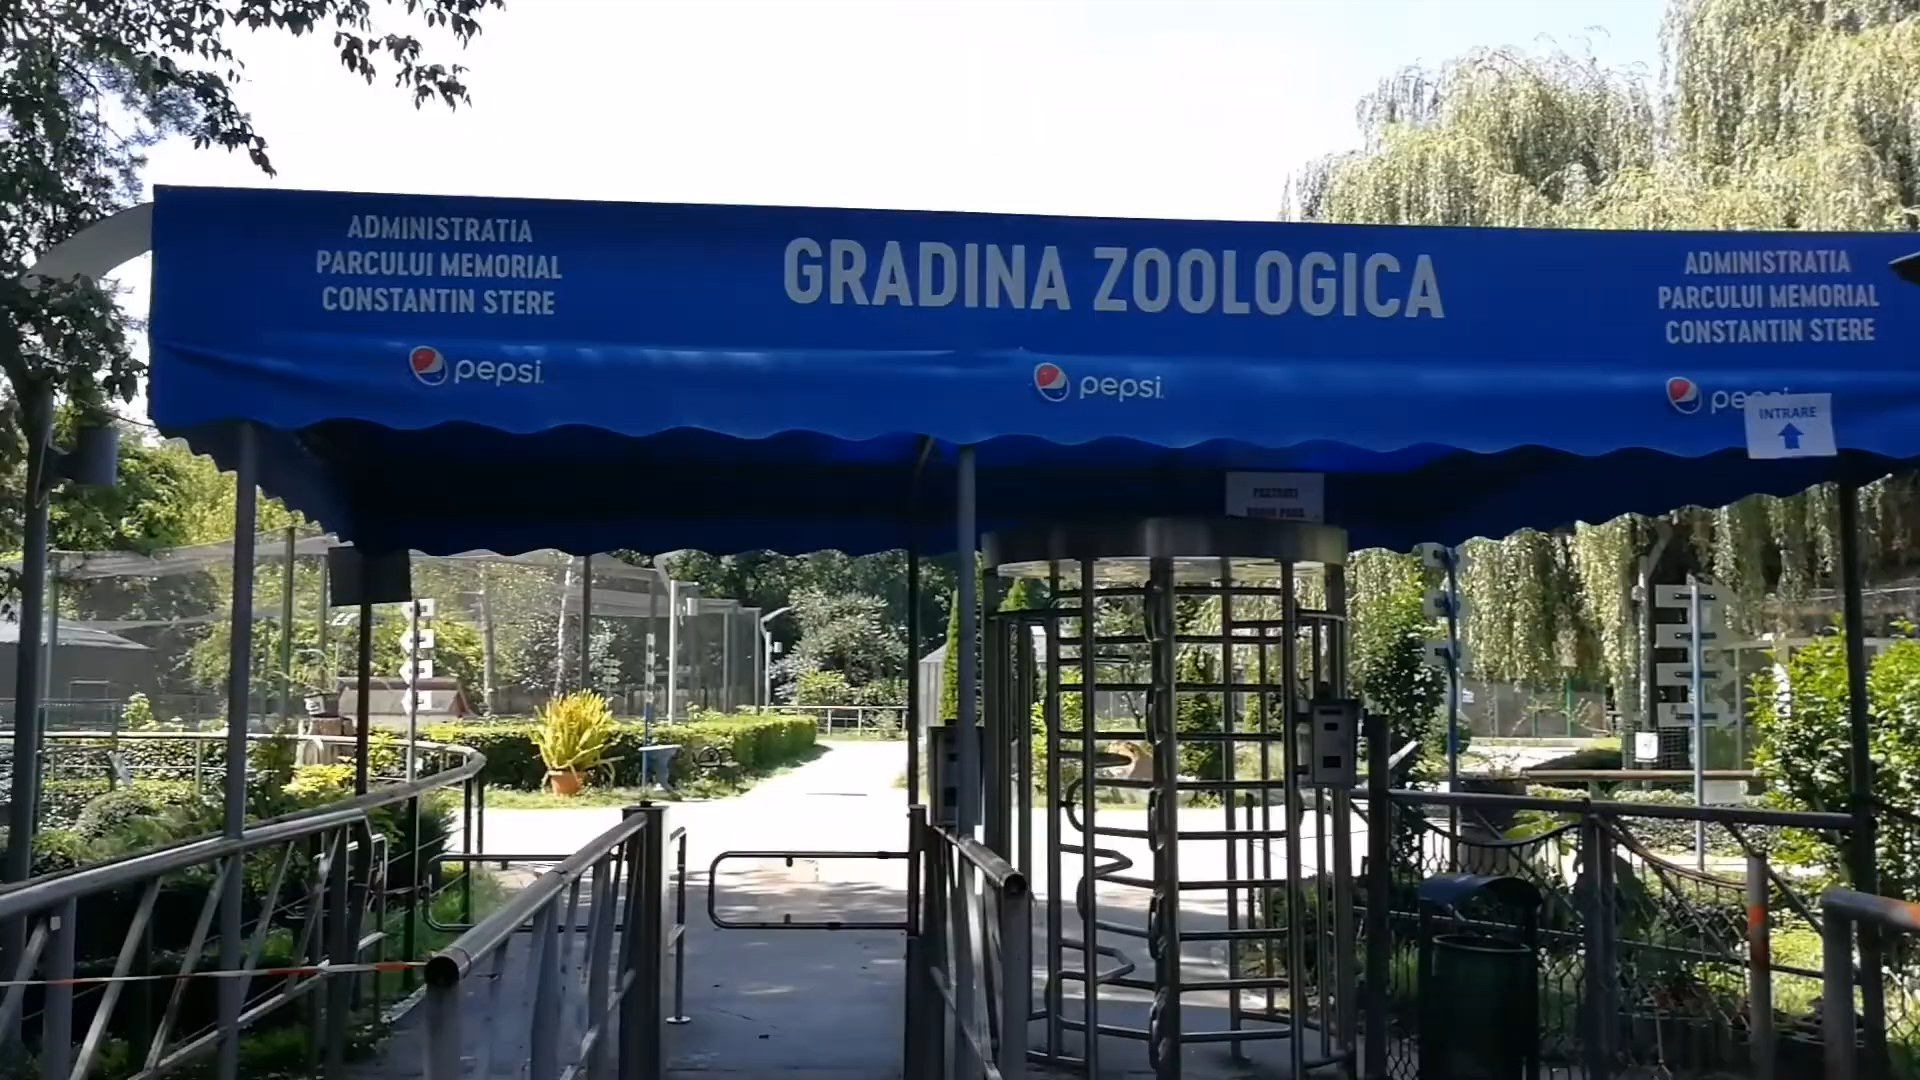 ADMINISTRATIA
PARCULUI MEMORIAL
CONSTANTIN STERE
pepsi
GRADINA ZOOLOGICA
pepsi
ADMINISTRATIA
PARCULUI MEMORIAL
CONSTANTIN STERE
INTRARE